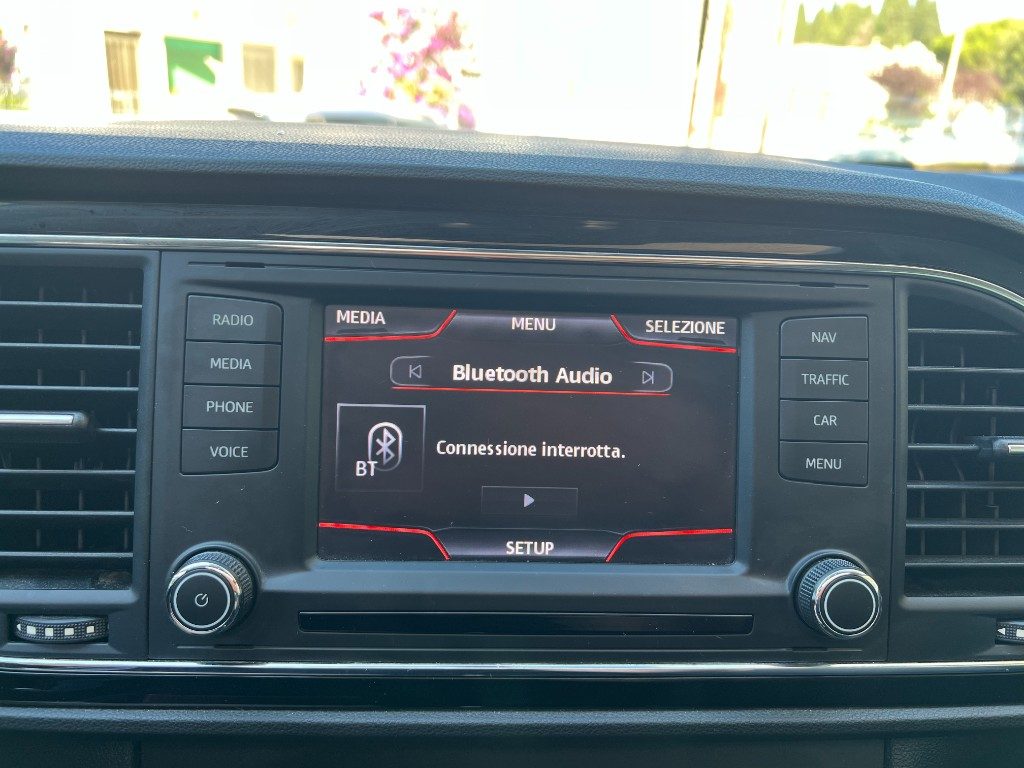 MEDIA
MENU
SELEZIONE
Bluetooth Audio
BT
Connessione interrotta.
SETUP
RADIO
MEDIA
PHONE
VOICE
NAV
TRAFFIC
CAR
MENU